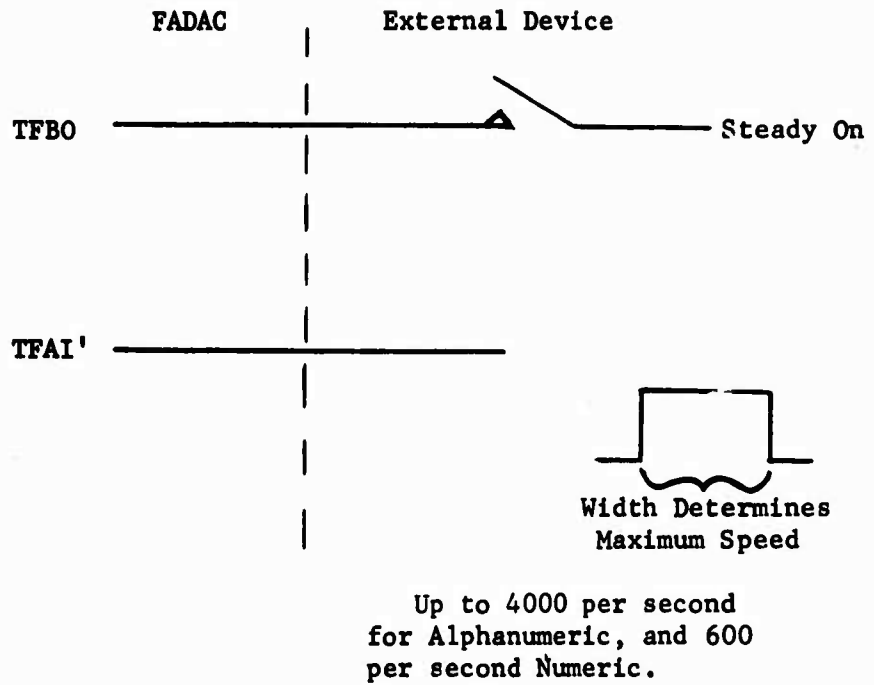 FADAC
External Device
TFBO
Steady On
TFAI'
Width Determines
Maximum Speed
Up to 4000 per second
for Alphanumeric, and 600
per second Numeric.